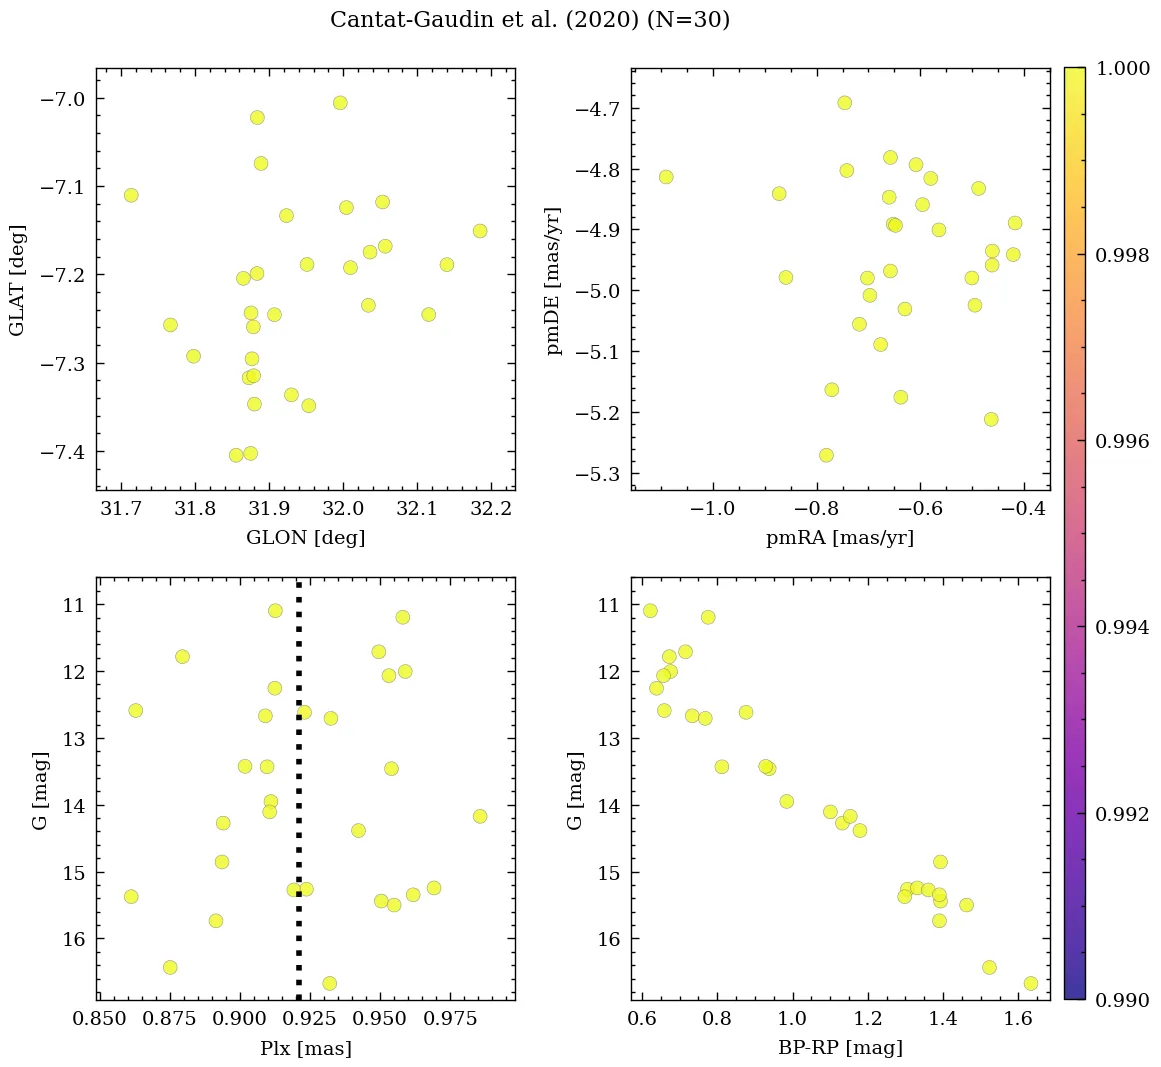 Cantat-Gaudin et al. (2020) (N=30)
−7.0
−7.1
−7.2
−7.3
−7.4
GLAT [deg]
31.7 31.8 31.9 32.0 32.1 32.2
GLON [deg]
−4.7
−4.8
−4.9
−5.0
−5.1
−5.2
−5.3
pmDE [mas/yr]
−1.0 −0.8 −0.6 −0.4
pmRA [mas/yr]
11
12
13
14
15
16
G [mag]
0.850 0.875 0.900 0.925 0.950 0.975
Plx [mas]
11
12
13
14
15
16
G [mag]
0.6 0.8 1.0 1.2 1.4 1.6
BP-RP [mag]
1.000
0.998
0.996
0.994
0.992
0.990